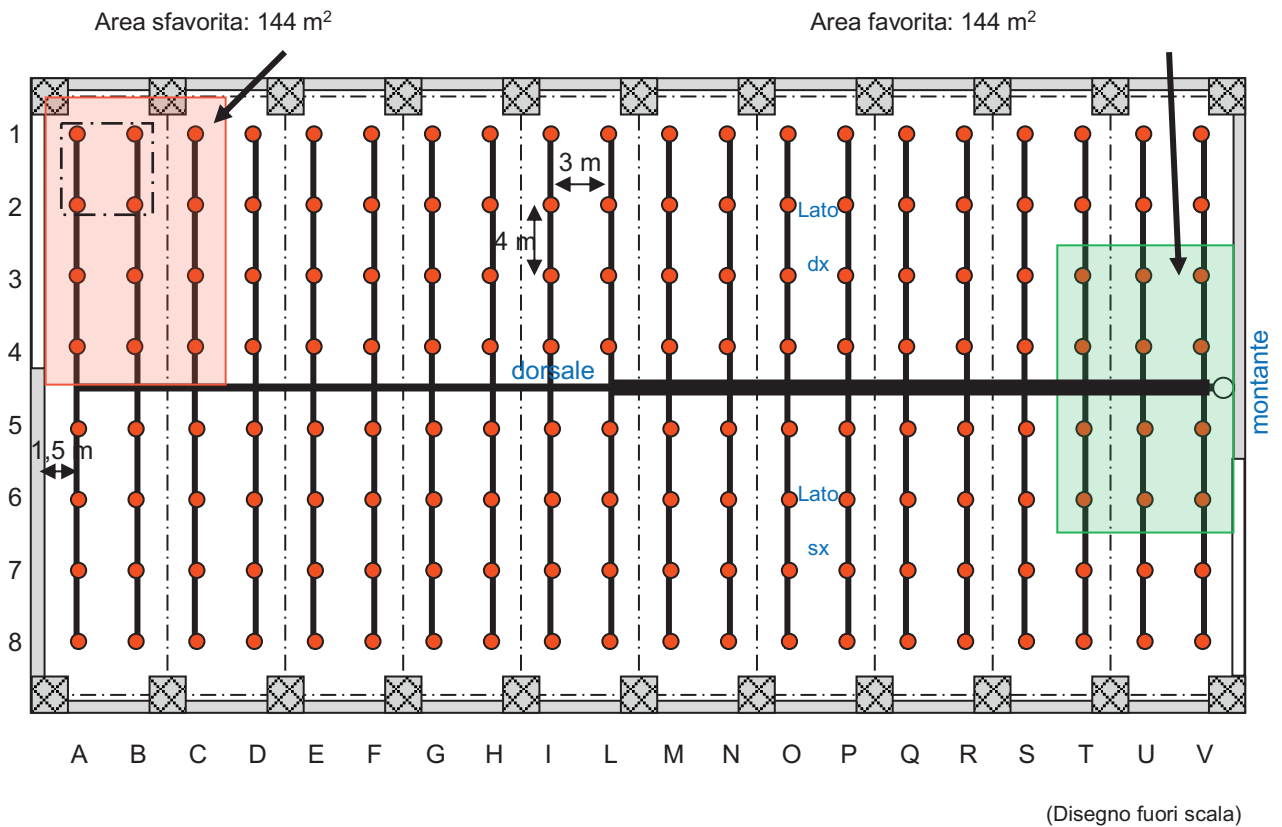 Area sfavorita: 144 m²
Area favorita: 144 m²
1
3 m
2
Lato
4 m
3
dx
4
dorsale
montante
5
1,5 m
6
Lato
sx
7
8
A B C D E F G H I L M N O P Q R S T U V
(Disegno fuori scala)